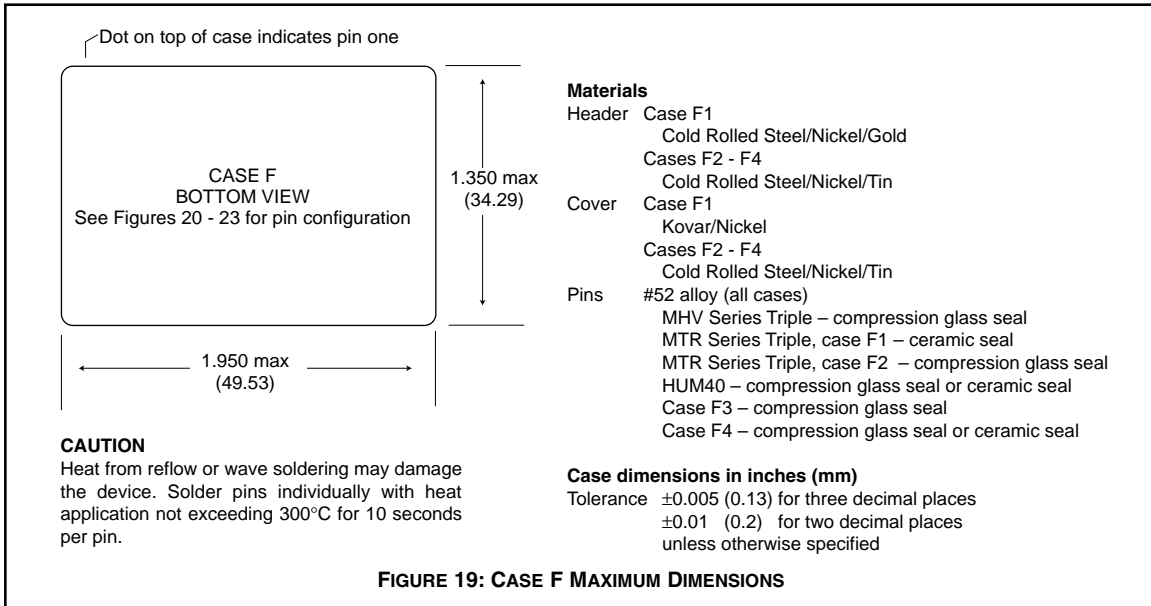 Dot on top of case indicates pin one
CASE F
BOTTOM VIEW
See Figures 20 - 23 for pin configuration
1.350 max
(34.29)
1.950 max
(49.53)
CAUTION
Heat from reflow or wave soldering may damage
the device. Solder pins individually with heat
application not exceeding 300°C for 10 seconds
per pin.
Materials
Header Case F1
Cold Rolled Steel/Nickel/Gold
Cases F2 - F4
Cold Rolled Steel/Nickel/Tin
Cover Case F1
Kovar/Nickel
Cases F2 - F4
Cold Rolled Steel/Nickel/Tin
Pins #52 alloy (all cases)
MHV Series Triple – compression glass seal
MTR Series Triple, case F1 – ceramic seal
MTR Series Triple, case F2 – compression glass seal
HUM40 – compression glass seal or ceramic seal
Case F3 – compression glass seal
Case F4 – compression glass seal or ceramic seal
Case dimensions in inches (mm)
Tolerance ±0.005 (0.13) for three decimal places
±0.01 (0.2) for two decimal places
unless otherwise specified
FIGURE 19: CASE F MAXIMUM DIMENSIONS